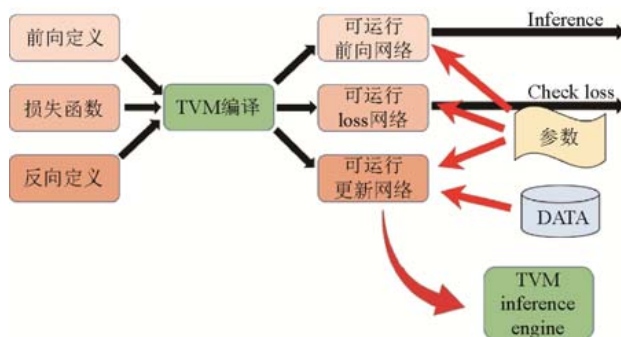 前向定义
损失函数
反向定义
TVM编译
可运行
前向网络
可运行
loss网络
可运行
更新网络
Inference
Check loss
参数
DATA
TVM
inference
engine